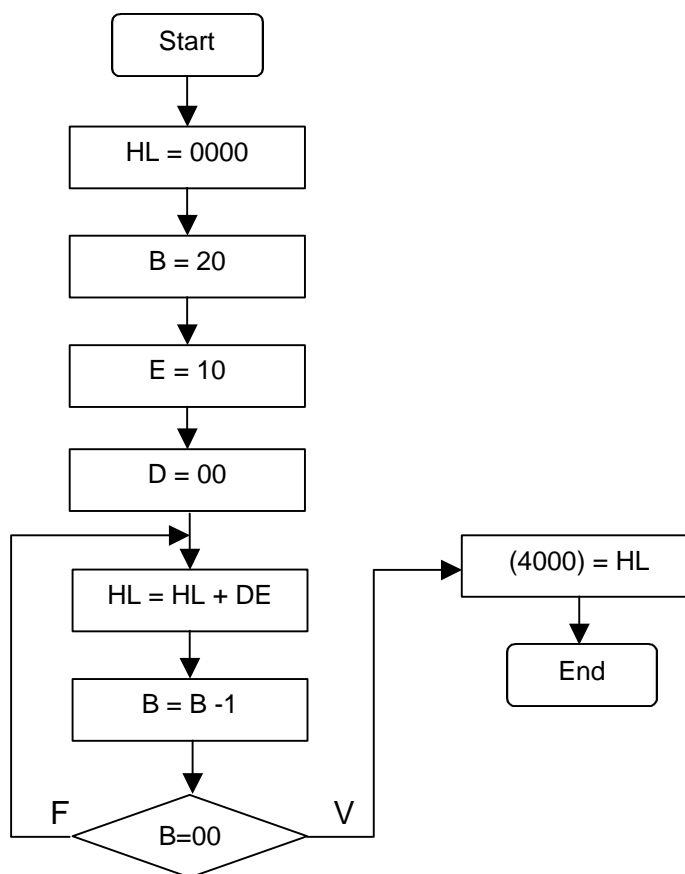 Start
HL = 0000
B = 20
E = 10
D = 00
HL = HL + DE
B = B -1
B=00
F
V
(4000) = HL
End